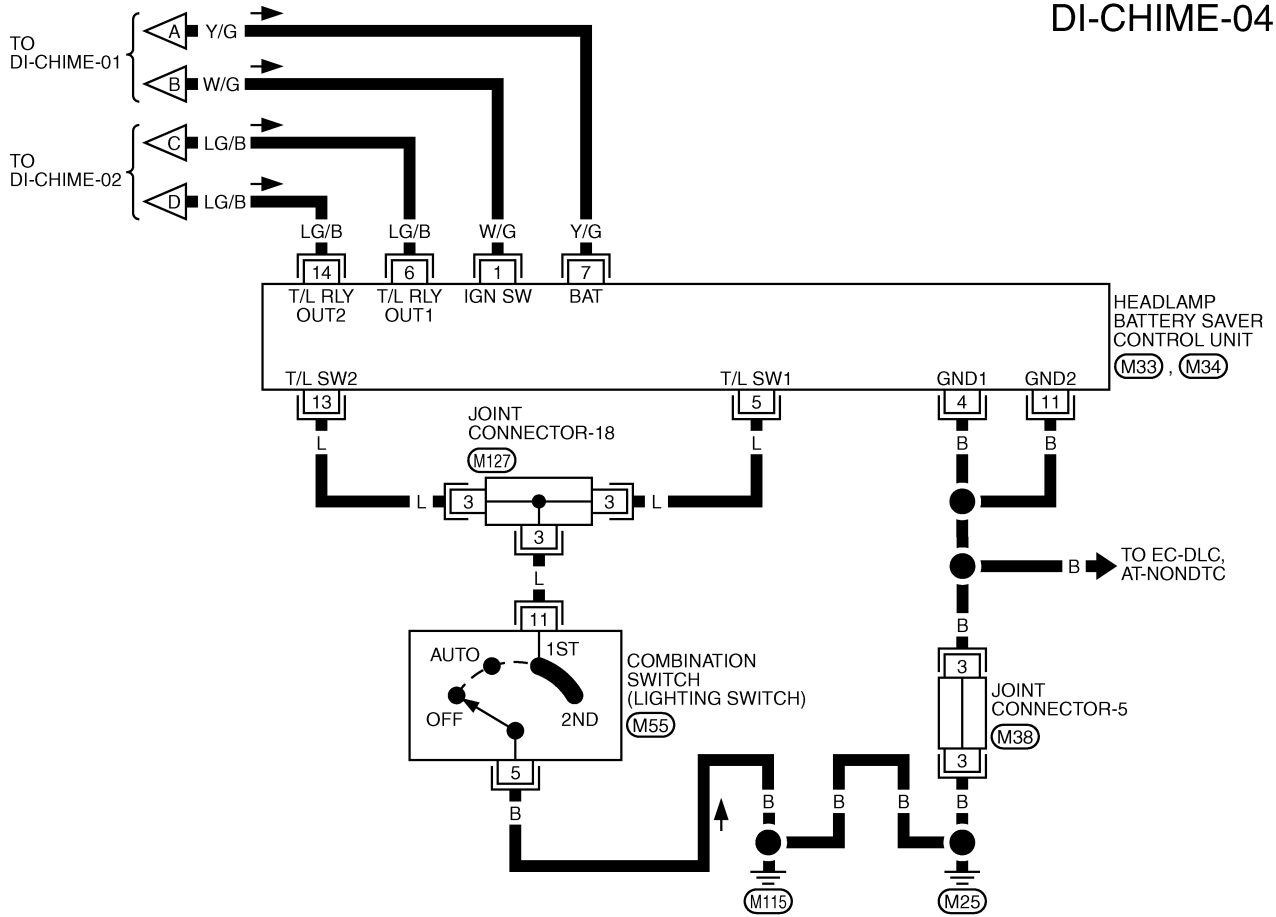 DI-CHIME-04
TO
DI-CHIME-01
A Y/G
B W/G
TO
DI-CHIME-02
C LG/B
D LG/B
LG/B LG/B W/G Y/G
14 6 1 7
T/L RLY OUT2
T/L RLY OUT1
IGN SW
BAT
HEADLAMP
BATTERY SAVER
CONTROL UNIT
M33 , M34
T/L SW2 T/L SW1 GND1 GND2
13 5 4 11
L L B B
JOINT
CONNECTOR-18
M127
L 3 3 L
3
L
B TO EC-DLC,
AT-NONDTC
B
11
1ST
AUTO
OFF
2ND
COMBINATION
SWITCH
(LIGHTING SWITCH)
M55
5
B
3
JOINT
CONNECTOR-5
M38
3
B B B B
M115 M25